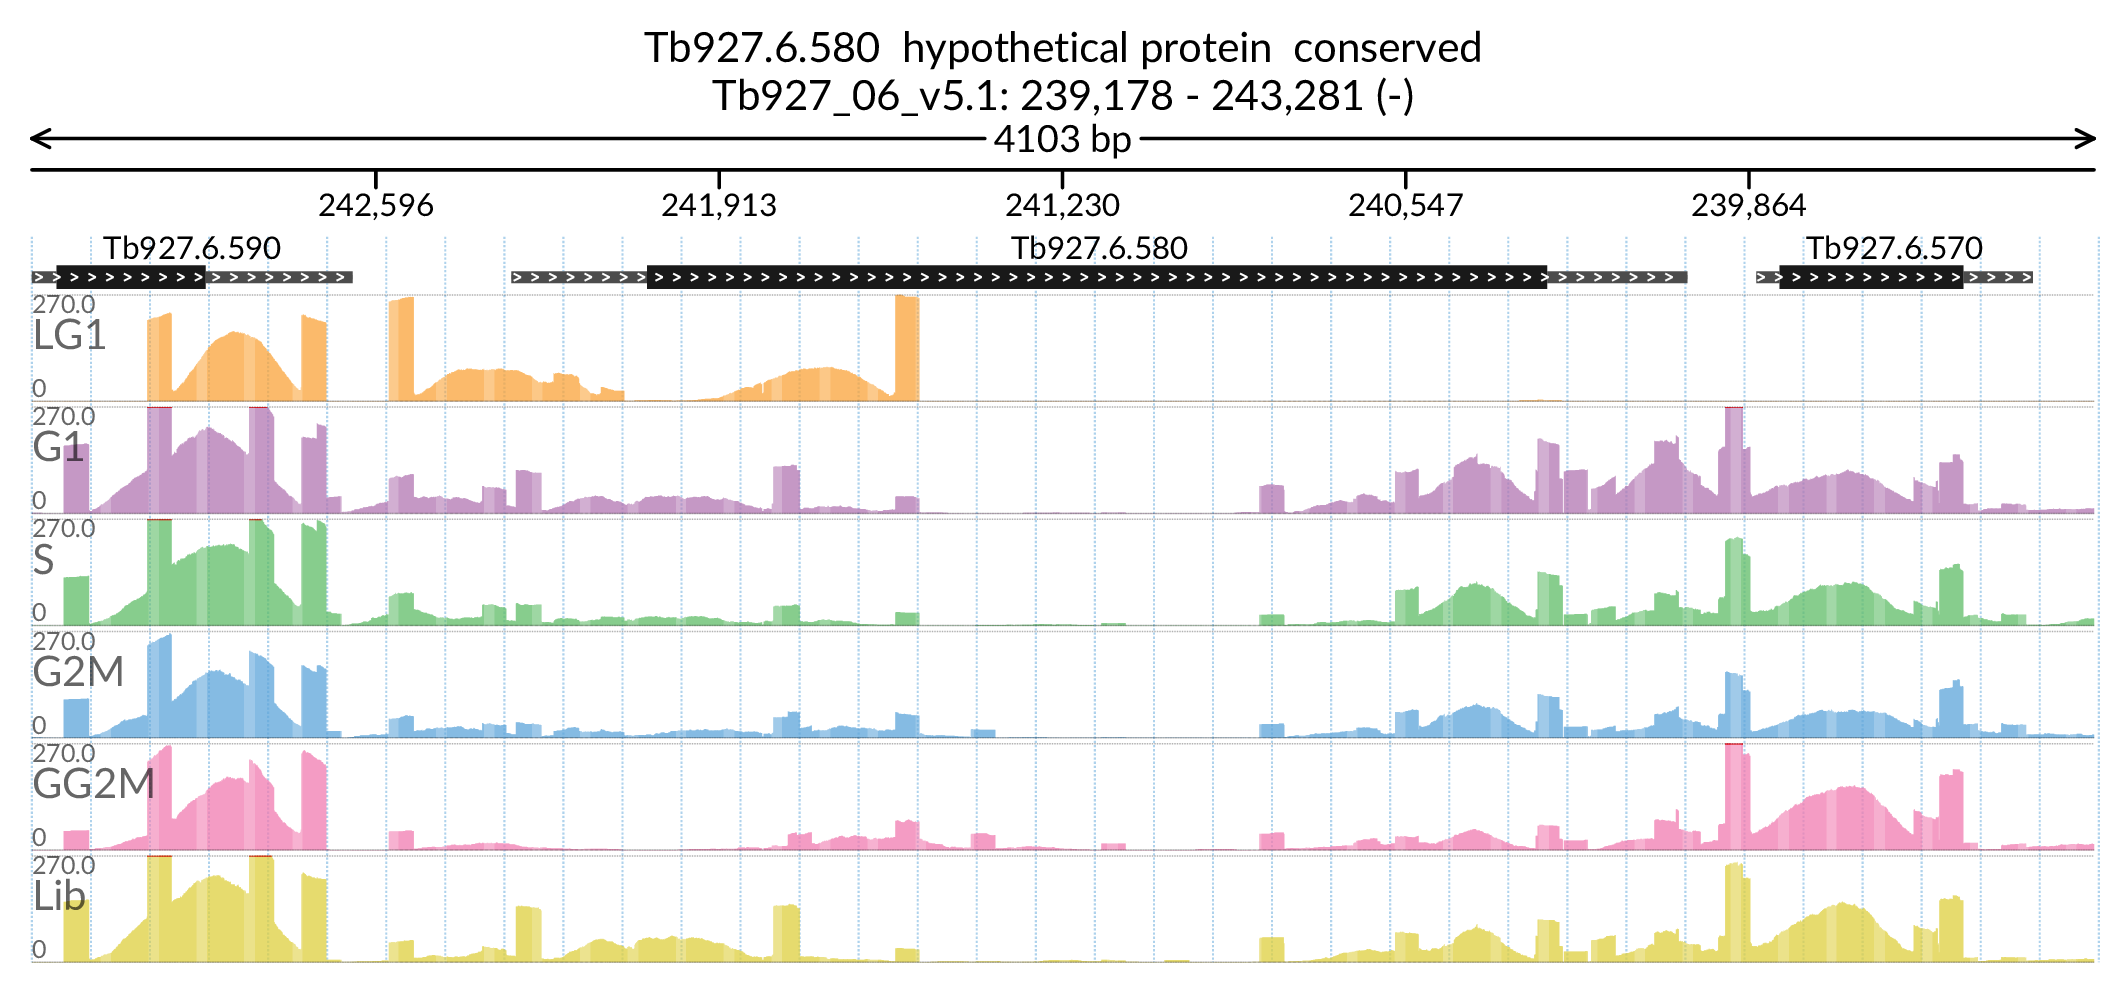 Tb927.6.580  hypothetical protein  conserved
Tb927_06_v5.1: 239,178 - 243,281 (-)
4103 bp
242,596 241,913 241,230 240,547 239,864
Tb927.6.590 Tb927.6.580 Tb927.6.570
270.0
LG1
0
270.0
G1
0
270.0
S
0
270.0
G2M
0
270.0
GG2M
0
270.0
Lib
0